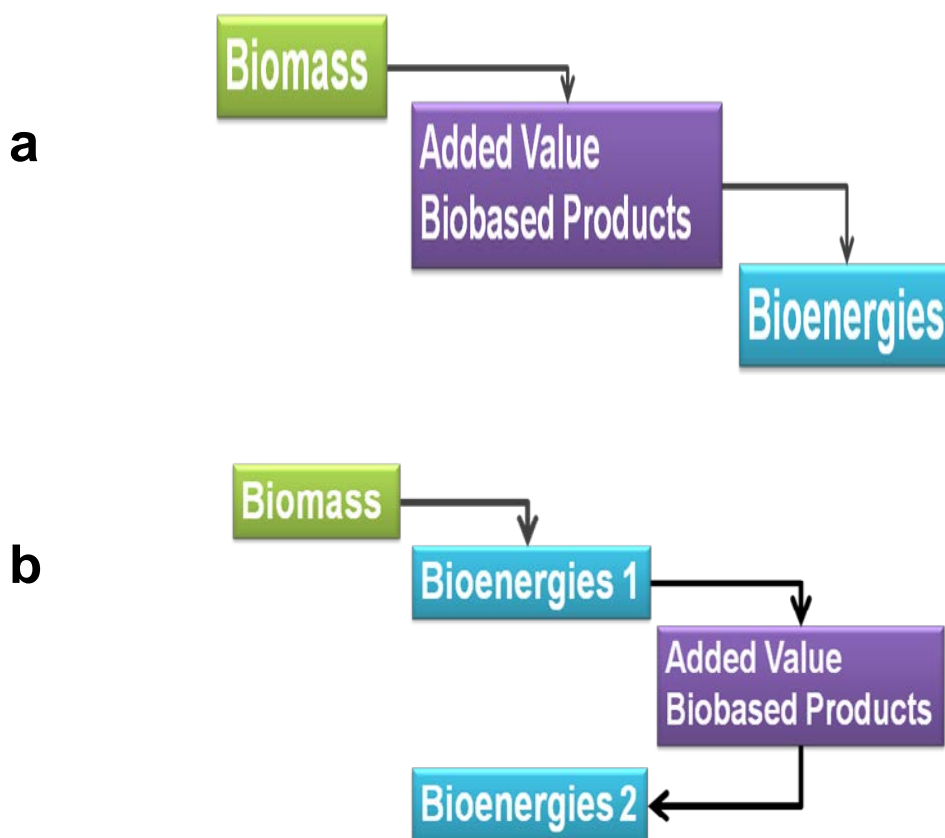 a
Biomass
Added Value
Biobased Products
Bioenergies
b
Biomass
Bioenergies 1
Added Value
Biobased Products
Bioenergies 2